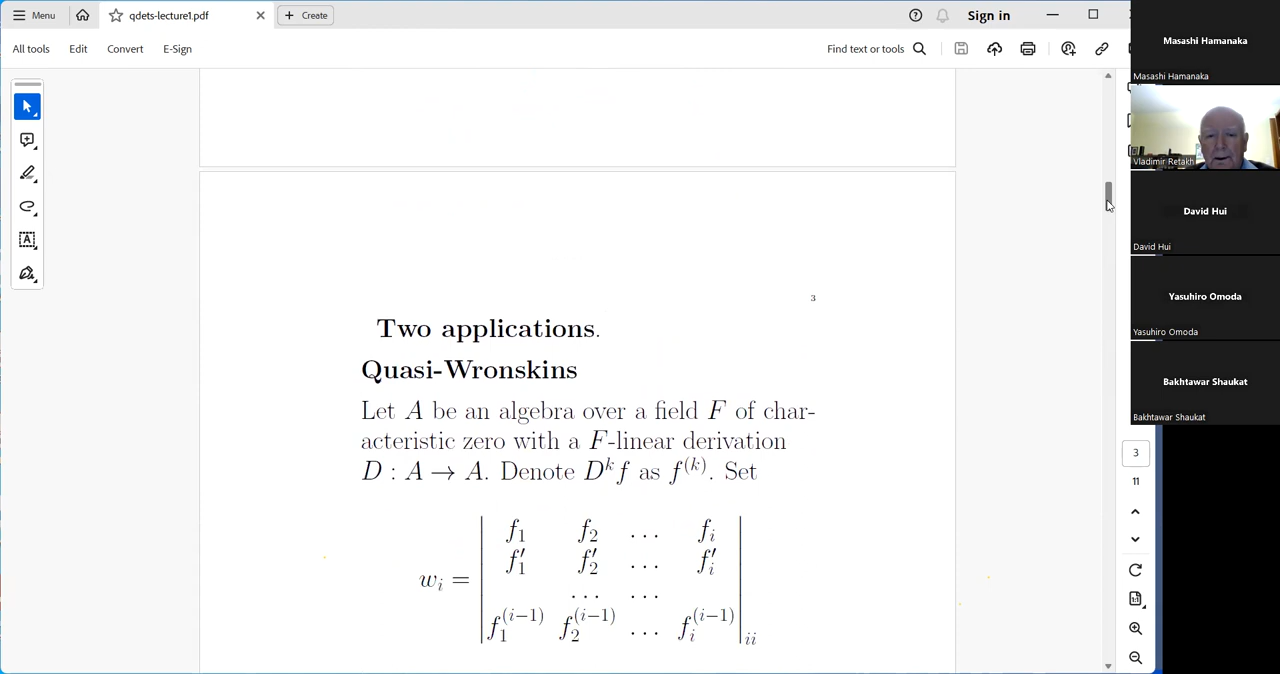 Menu
qdets-lecture1.pdf
Create
Sign in
All tools
Edit
Convert
E-Sign
Find text or tools
3
Two applications.
Quasi-Wronskins
Let A be an algebra over a field F of char-
acteristic zero with a F-linear derivation
D : A → A. Denote D^k f as f^(k). Set
w_i = | f_1 f_2 ... f_i
f'_1 f'_2 ... f'_i
... ...
f_1^(i−1) f_2^(i−1) ... f_i^(i−1) |_ii
Masashi Hamanaka
Masashi Hamanaka
Vladimir Retakh
David Hui
David Hui
Yasuhiro Omoda
Yasuhiro Omoda
Bakhtawar Shaukat
Bakhtawar Shaukat
3
11